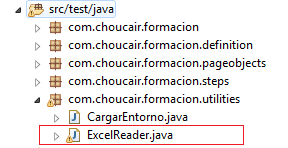 src/test/java
com.choucair.formacion
com.choucair.formacion.definition
com.choucair.formacion.pageobjects
com.choucair.formacion.steps
com.choucair.formacion.utilities
CargarEntorno.java
ExcelReader.java